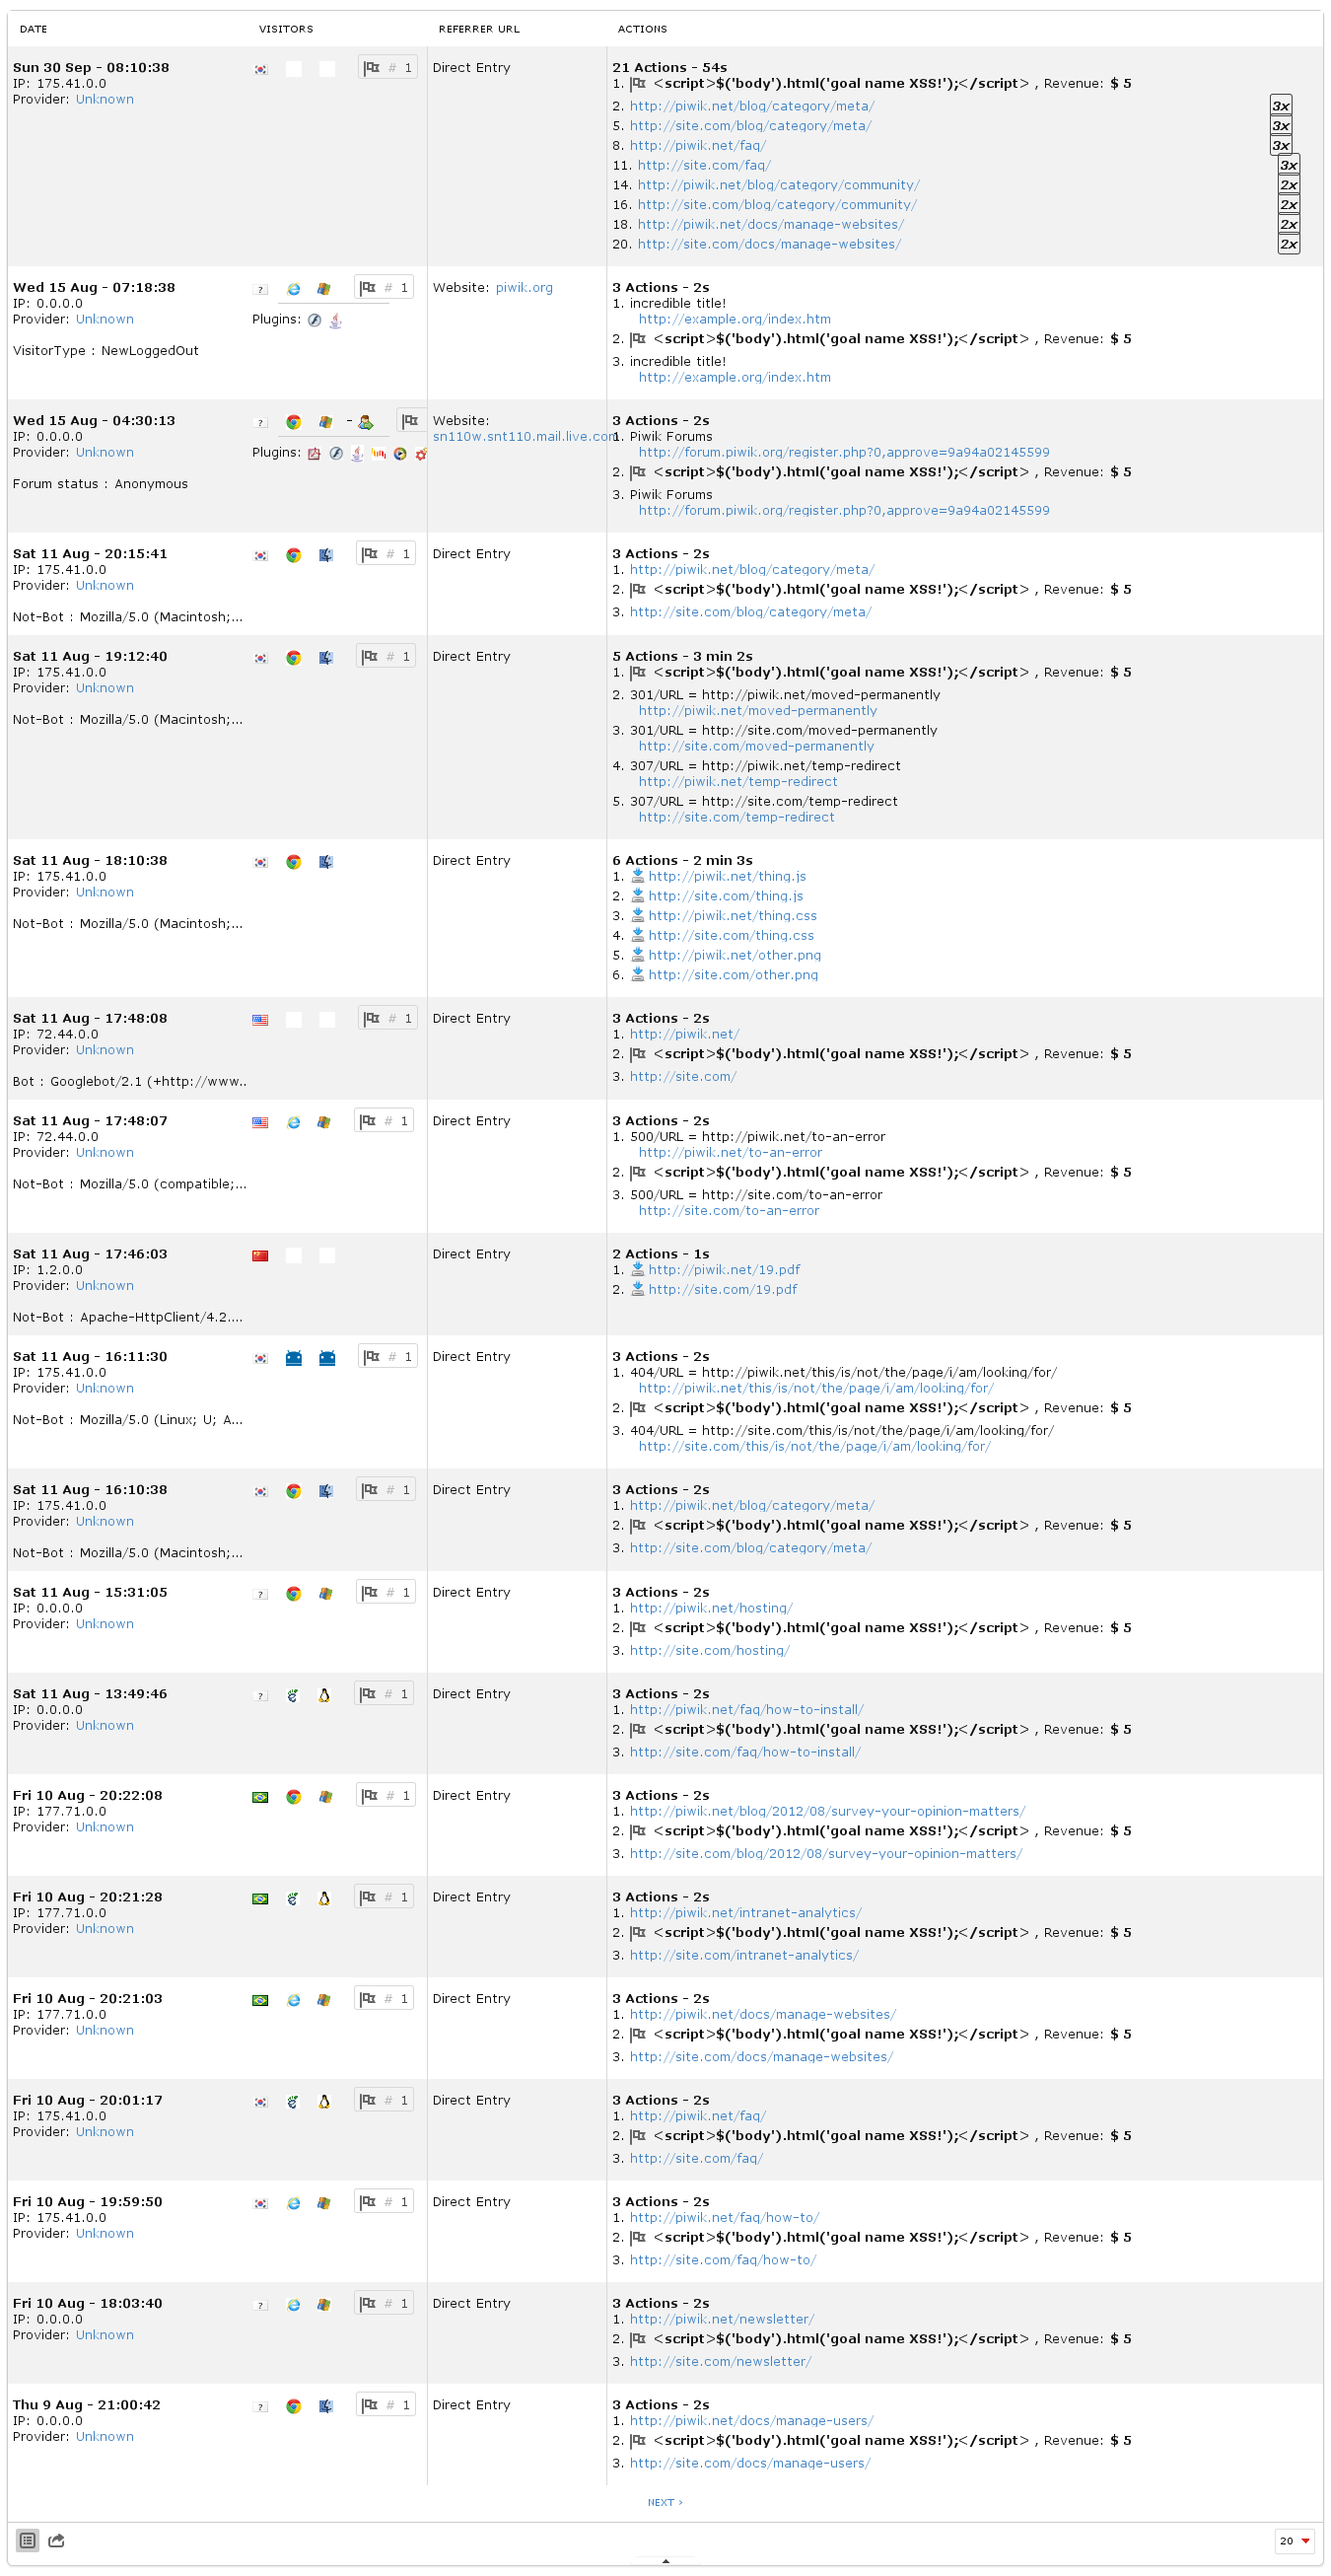 DATE VISITORS REFERRER URL ACTIONS
Sun 30 Sep - 08:10:38 # 1 Direct Entry 21 Actions - 54s
IP: 175.41.0.0 1. <script>$('body').html('goal name XSS!');</script> , Revenue: $ 5
Provider: Unknown
2. http://piwik.net/blog/category/meta/ 3x
5. http://site.com/blog/category/meta/ 3x
8. http://piwik.net/faq/ 3x
11. http://site.com/faq/ 3x
14. http://piwik.net/blog/category/community/ 2x
16. http://site.com/blog/category/community/ 2x
18. http://piwik.net/docs/manage-websites/ 2x
20. http://site.com/docs/manage-websites/ 2x
Wed 15 Aug - 07:18:38 ? # 1 Website: piwik.org 3 Actions - 2s
IP: 0.0.0.0 1. incredible title!
Provider: Unknown Plugins: http://example.org/index.htm
2. <script>$('body').html('goal name XSS!');</script> , Revenue: $ 5
VisitorType : NewLoggedOut
3. incredible title!
http://example.org/index.htm
Wed 15 Aug - 04:30:13 ? - Website: 3 Actions - 2s
IP: 0.0.0.0 sn110w.snt110.mail.live.com 1. Piwik Forums
Provider: Unknown Plugins: http://forum.piwik.org/register.php?0,approve=9a94a02145599
2. <script>$('body').html('goal name XSS!');</script> , Revenue: $ 5
Forum status : Anonymous
3. Piwik Forums
http://forum.piwik.org/register.php?0,approve=9a94a02145599
Sat 11 Aug - 20:15:41 # 1 Direct Entry 3 Actions - 2s
IP: 175.41.0.0 1. http://piwik.net/blog/category/meta/
Provider: Unknown 2. <script>$('body').html('goal name XSS!');</script> , Revenue: $ 5
Not-Bot : Mozilla/5.0 (Macintosh;... 3. http://site.com/blog/category/meta/
Sat 11 Aug - 19:12:40 # 1 Direct Entry 5 Actions - 3 min 2s
IP: 175.41.0.0 1. <script>$('body').html('goal name XSS!');</script> , Revenue: $ 5
Provider: Unknown
2. 301/URL = http://piwik.net/moved-permanently
Not-Bot : Mozilla/5.0 (Macintosh;... http://piwik.net/moved-permanently
3. 301/URL = http://site.com/moved-permanently
http://site.com/moved-permanently
4. 307/URL = http://piwik.net/temp-redirect
http://piwik.net/temp-redirect
5. 307/URL = http://site.com/temp-redirect
http://site.com/temp-redirect
Sat 11 Aug - 18:10:38 Direct Entry 6 Actions - 2 min 3s
IP: 175.41.0.0 1. http://piwik.net/thing.js
Provider: Unknown 2. http://site.com/thing.js
3. http://piwik.net/thing.css
Not-Bot : Mozilla/5.0 (Macintosh;...
4. http://site.com/thing.css
5. http://piwik.net/other.png
6. http://site.com/other.png
Sat 11 Aug - 17:48:08 # 1 Direct Entry 3 Actions - 2s
IP: 72.44.0.0 1. http://piwik.net/
Provider: Unknown 2. <script>$('body').html('goal name XSS!');</script> , Revenue: $ 5
Bot : Googlebot/2.1 (+http://www.. 3. http://site.com/
Sat 11 Aug - 17:48:07 # 1 Direct Entry 3 Actions - 2s
IP: 72.44.0.0 1. 500/URL = http://piwik.net/to-an-error
Provider: Unknown http://piwik.net/to-an-error
2. <script>$('body').html('goal name XSS!');</script> , Revenue: $ 5
Not-Bot : Mozilla/5.0 (compatible;...
3. 500/URL = http://site.com/to-an-error
http://site.com/to-an-error
Sat 11 Aug - 17:46:03 Direct Entry 2 Actions - 1s
IP: 1.2.0.0 1. http://piwik.net/19.pdf
Provider: Unknown 2. http://site.com/19.pdf
Not-Bot : Apache-HttpClient/4.2....
Sat 11 Aug - 16:11:30 # 1 Direct Entry 3 Actions - 2s
IP: 175.41.0.0 1. 404/URL = http://piwik.net/this/is/not/the/page/i/am/looking/for/
Provider: Unknown http://piwik.net/this/is/not/the/page/i/am/looking/for/
2. <script>$('body').html('goal name XSS!');</script> , Revenue: $ 5
Not-Bot : Mozilla/5.0 (Linux; U; A...
3. 404/URL = http://site.com/this/is/not/the/page/i/am/looking/for/
http://site.com/this/is/not/the/page/i/am/looking/for/
Sat 11 Aug - 16:10:38 # 1 Direct Entry 3 Actions - 2s
IP: 175.41.0.0 1. http://piwik.net/blog/category/meta/
Provider: Unknown 2. <script>$('body').html('goal name XSS!');</script> , Revenue: $ 5
Not-Bot : Mozilla/5.0 (Macintosh;... 3. http://site.com/blog/category/meta/
Sat 11 Aug - 15:31:05 ? # 1 Direct Entry 3 Actions - 2s
IP: 0.0.0.0 1. http://piwik.net/hosting/
Provider: Unknown 2. <script>$('body').html('goal name XSS!');</script> , Revenue: $ 5
3. http://site.com/hosting/
Sat 11 Aug - 13:49:46 ? # 1 Direct Entry 3 Actions - 2s
IP: 0.0.0.0 1. http://piwik.net/faq/how-to-install/
Provider: Unknown 2. <script>$('body').html('goal name XSS!');</script> , Revenue: $ 5
3. http://site.com/faq/how-to-install/
Fri 10 Aug - 20:22:08 # 1 Direct Entry 3 Actions - 2s
IP: 177.71.0.0 1. http://piwik.net/blog/2012/08/survey-your-opinion-matters/
Provider: Unknown 2. <script>$('body').html('goal name XSS!');</script> , Revenue: $ 5
3. http://site.com/blog/2012/08/survey-your-opinion-matters/
Fri 10 Aug - 20:21:28 # 1 Direct Entry 3 Actions - 2s
IP: 177.71.0.0 1. http://piwik.net/intranet-analytics/
Provider: Unknown 2. <script>$('body').html('goal name XSS!');</script> , Revenue: $ 5
3. http://site.com/intranet-analytics/
Fri 10 Aug - 20:21:03 # 1 Direct Entry 3 Actions - 2s
IP: 177.71.0.0 1. http://piwik.net/docs/manage-websites/
Provider: Unknown 2. <script>$('body').html('goal name XSS!');</script> , Revenue: $ 5
3. http://site.com/docs/manage-websites/
Fri 10 Aug - 20:01:17 # 1 Direct Entry 3 Actions - 2s
IP: 175.41.0.0 1. http://piwik.net/faq/
Provider: Unknown 2. <script>$('body').html('goal name XSS!');</script> , Revenue: $ 5
3. http://site.com/faq/
Fri 10 Aug - 19:59:50 # 1 Direct Entry 3 Actions - 2s
IP: 175.41.0.0 1. http://piwik.net/faq/how-to/
Provider: Unknown 2. <script>$('body').html('goal name XSS!');</script> , Revenue: $ 5
3. http://site.com/faq/how-to/
Fri 10 Aug - 18:03:40 ? # 1 Direct Entry 3 Actions - 2s
IP: 0.0.0.0 1. http://piwik.net/newsletter/
Provider: Unknown 2. <script>$('body').html('goal name XSS!');</script> , Revenue: $ 5
3. http://site.com/newsletter/
Thu 9 Aug - 21:00:42 ? # 1 Direct Entry 3 Actions - 2s
IP: 0.0.0.0 1. http://piwik.net/docs/manage-users/
Provider: Unknown 2. <script>$('body').html('goal name XSS!');</script> , Revenue: $ 5
3. http://site.com/docs/manage-users/
NEXT ›
20